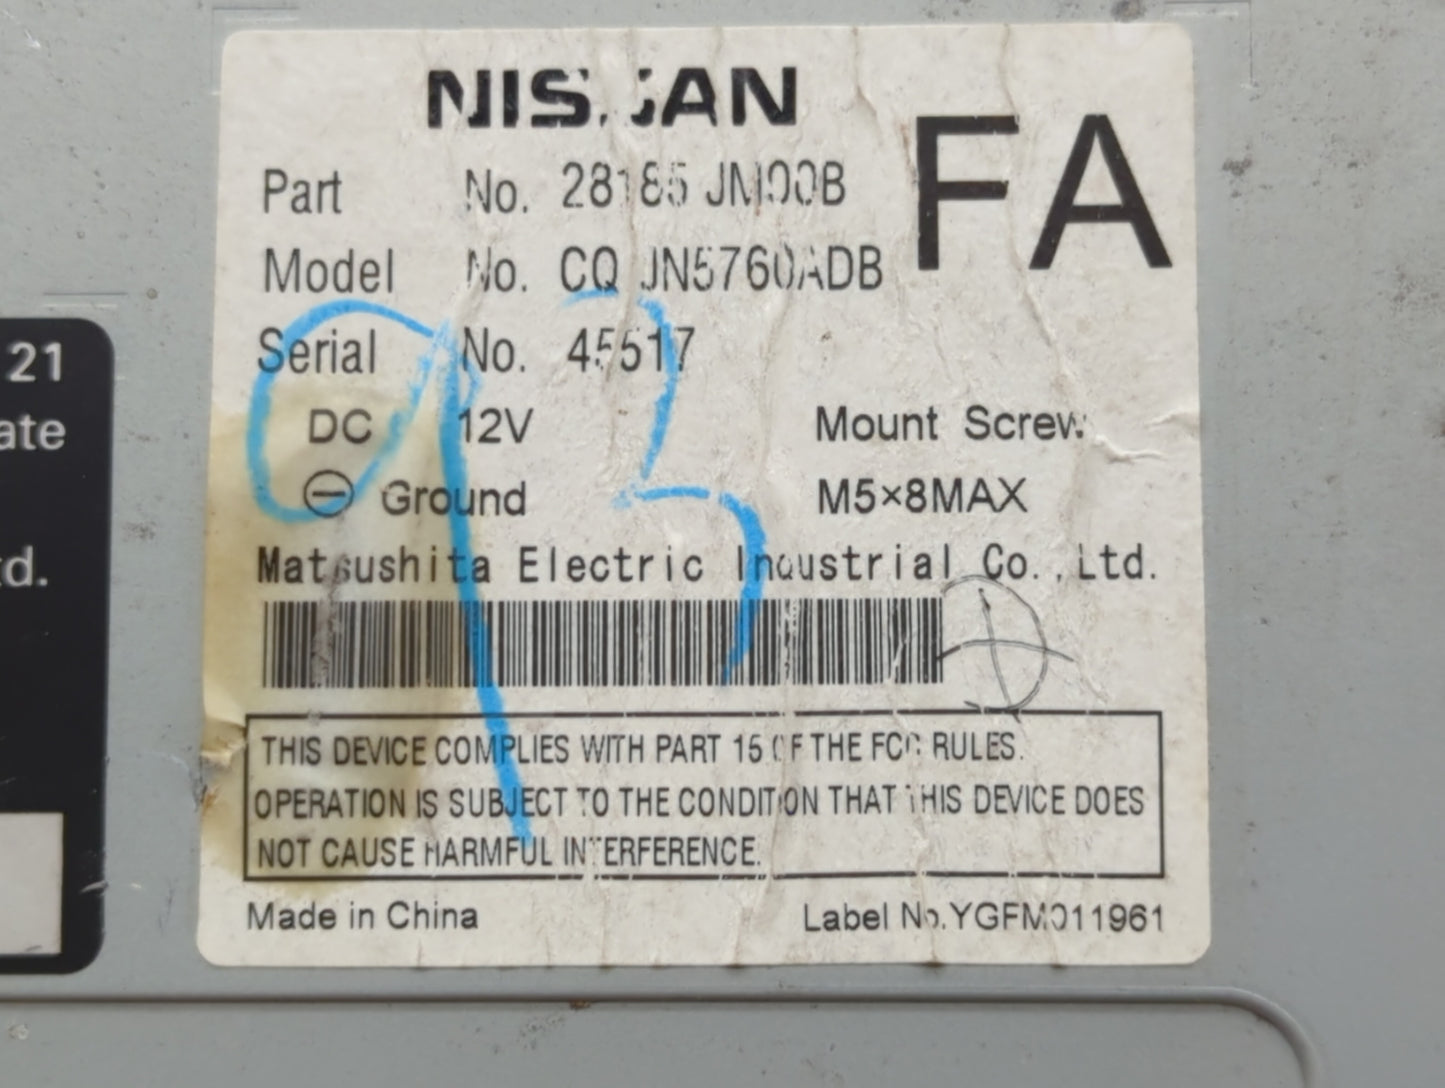 NISSAN
FA
Part No. 28185 JM00B
Model No. CQ JN5760ADB
Serial No. 45517
DC 12V Mount Screw:
⊖ Ground M5×8MAX
Matsushita Electric Industrial Co.,Ltd.
THIS DEVICE COMPLIES WITH PART 15 OF THE FCC RULES.
OPERATION IS SUBJECT TO THE CONDITION THAT THIS DEVICE DOES
NOT CAUSE HARMFUL INTERFERENCE.
Made in China Label No.YGFM011961
93
21
ate
td.